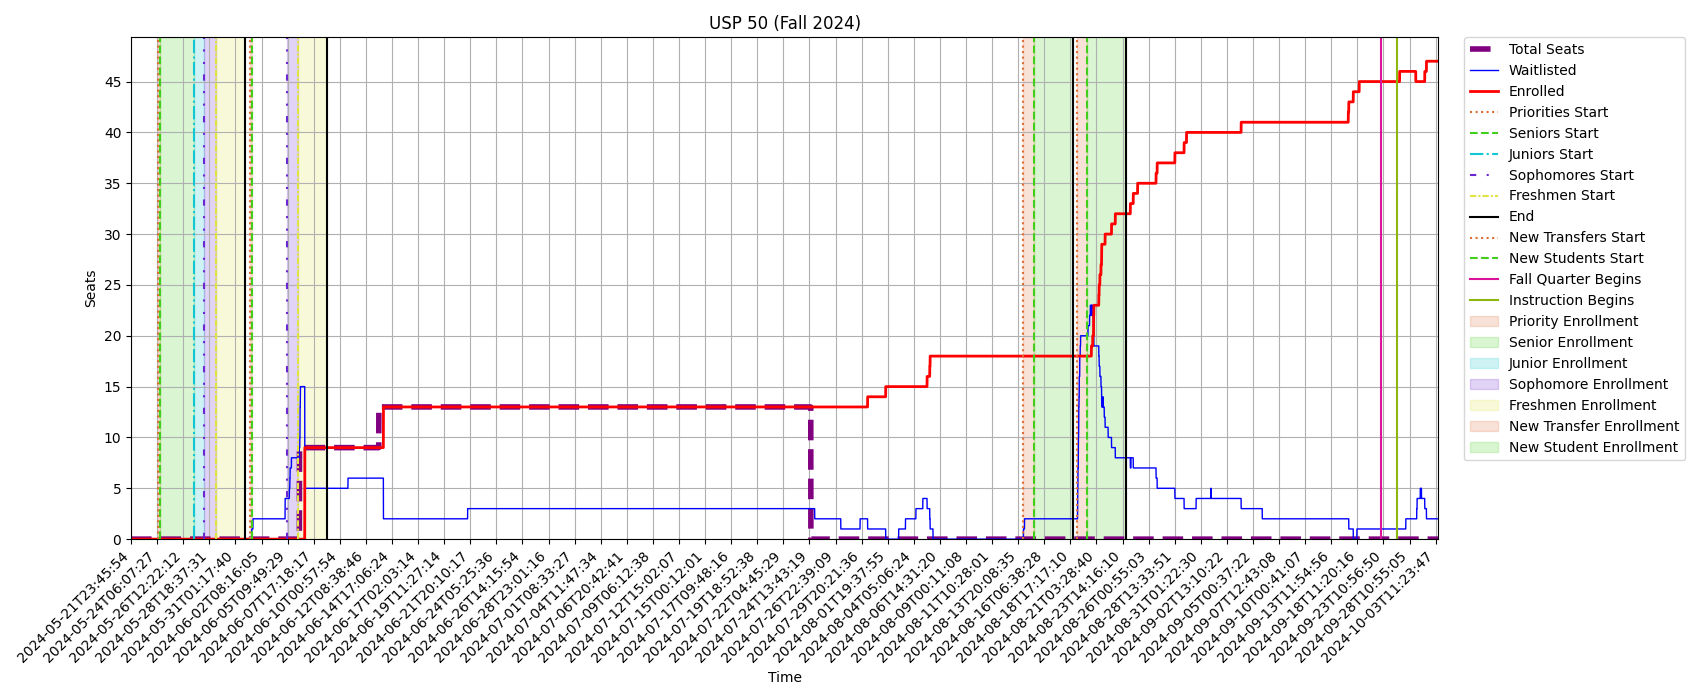 USP 50 (Fall 2024)
Seats
45
40
35
30
25
20
15
10
5
0
2024-05-21T23:45:54
2024-05-24T06:07:27
2024-05-26T12:22:12
2024-05-28T18:37:31
2024-05-31T01:17:40
2024-06-02T08:16:05
2024-06-05T09:49:29
2024-06-07T17:18:17
2024-06-10T00:57:54
2024-06-12T08:38:46
2024-06-14T17:06:24
2024-06-17T02:03:14
2024-06-19T11:27:14
2024-06-21T20:10:17
2024-06-24T05:25:36
2024-06-26T14:15:54
2024-06-28T23:01:16
2024-07-01T08:33:27
2024-07-04T11:47:34
2024-07-06T20:42:41
2024-07-09T06:12:38
2024-07-12T15:02:07
2024-07-15T00:12:01
2024-07-17T09:48:16
2024-07-19T18:52:38
2024-07-22T04:45:29
2024-07-24T13:43:19
2024-07-26T22:39:09
2024-07-29T20:21:36
2024-08-01T19:37:55
2024-08-04T05:06:24
2024-08-06T14:31:20
2024-08-09T00:11:08
2024-08-11T10:28:01
2024-08-13T20:08:35
2024-08-16T06:38:28
2024-08-18T17:17:10
2024-08-21T03:28:40
2024-08-23T14:16:10
2024-08-26T00:55:03
2024-08-28T13:33:51
2024-08-31T01:22:30
2024-09-02T13:10:22
2024-09-05T00:37:22
2024-09-07T12:43:08
2024-09-10T00:41:07
2024-09-13T11:54:56
2024-09-18T11:20:16
2024-09-23T10:56:50
2024-09-28T10:55:05
2024-10-03T11:23:47
Time
Total Seats
Waitlisted
Enrolled
Priorities Start
Seniors Start
Juniors Start
Sophomores Start
Freshmen Start
End
New Transfers Start
New Students Start
Fall Quarter Begins
Instruction Begins
Priority Enrollment
Senior Enrollment
Junior Enrollment
Sophomore Enrollment
Freshmen Enrollment
New Transfer Enrollment
New Student Enrollment